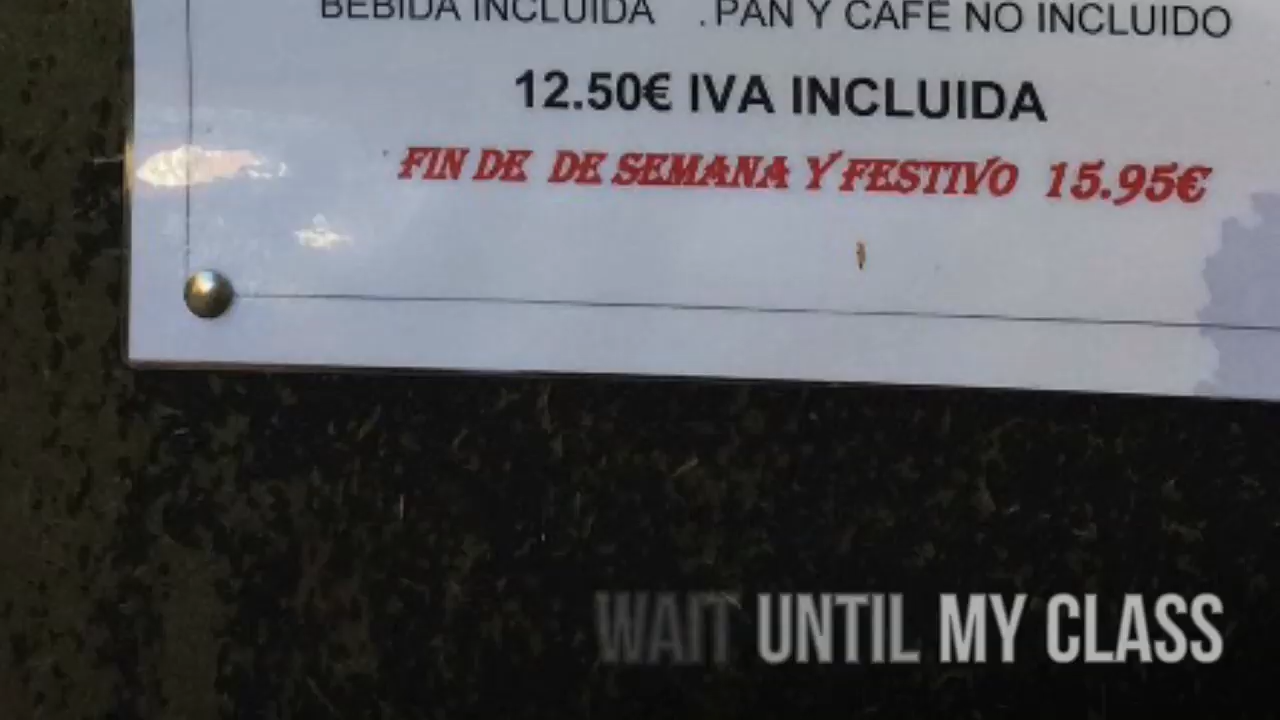 BEBIDA INCLUIDA .PAN Y CAFE NO INCLUIDO
12.50€ IVA INCLUIDA
FIN DE DE SEMANA Y FESTIVO 15.95€
WAIT UNTIL MY CLASS